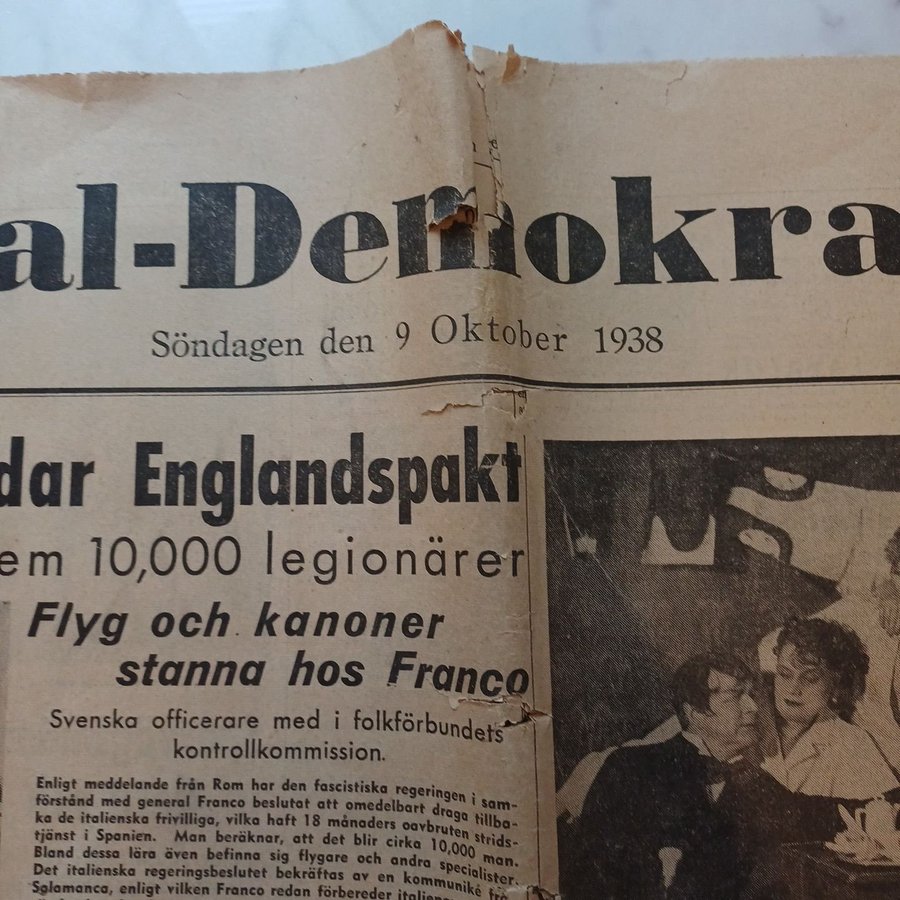 al-Demokra
Söndagen den 9 Oktober 1938
dar Englandspakt
em 10,000 legionärer
Flyg och kanoner
stanna hos Franco
Svenska officerare med i folkförbundets
kontrollkommission.
Enligt meddelande från Rom har den fascistiska regeringen i sam-
förstånd med general Franco beslutat att omedelbart draga tillba-
ka de italienska frivilliga, vilka haft 18 månaders oavbruten strids-
tjänst i Spanien. Man beräknar, att det blir cirka 10,000 man.
Bland dessa lära även befinna sig flygare och andra specialister.
Det italienska regeringsbeslutet bekräftas av en kommuniké frå
Salamanca, enligt vilken Franco redan förbereder italien